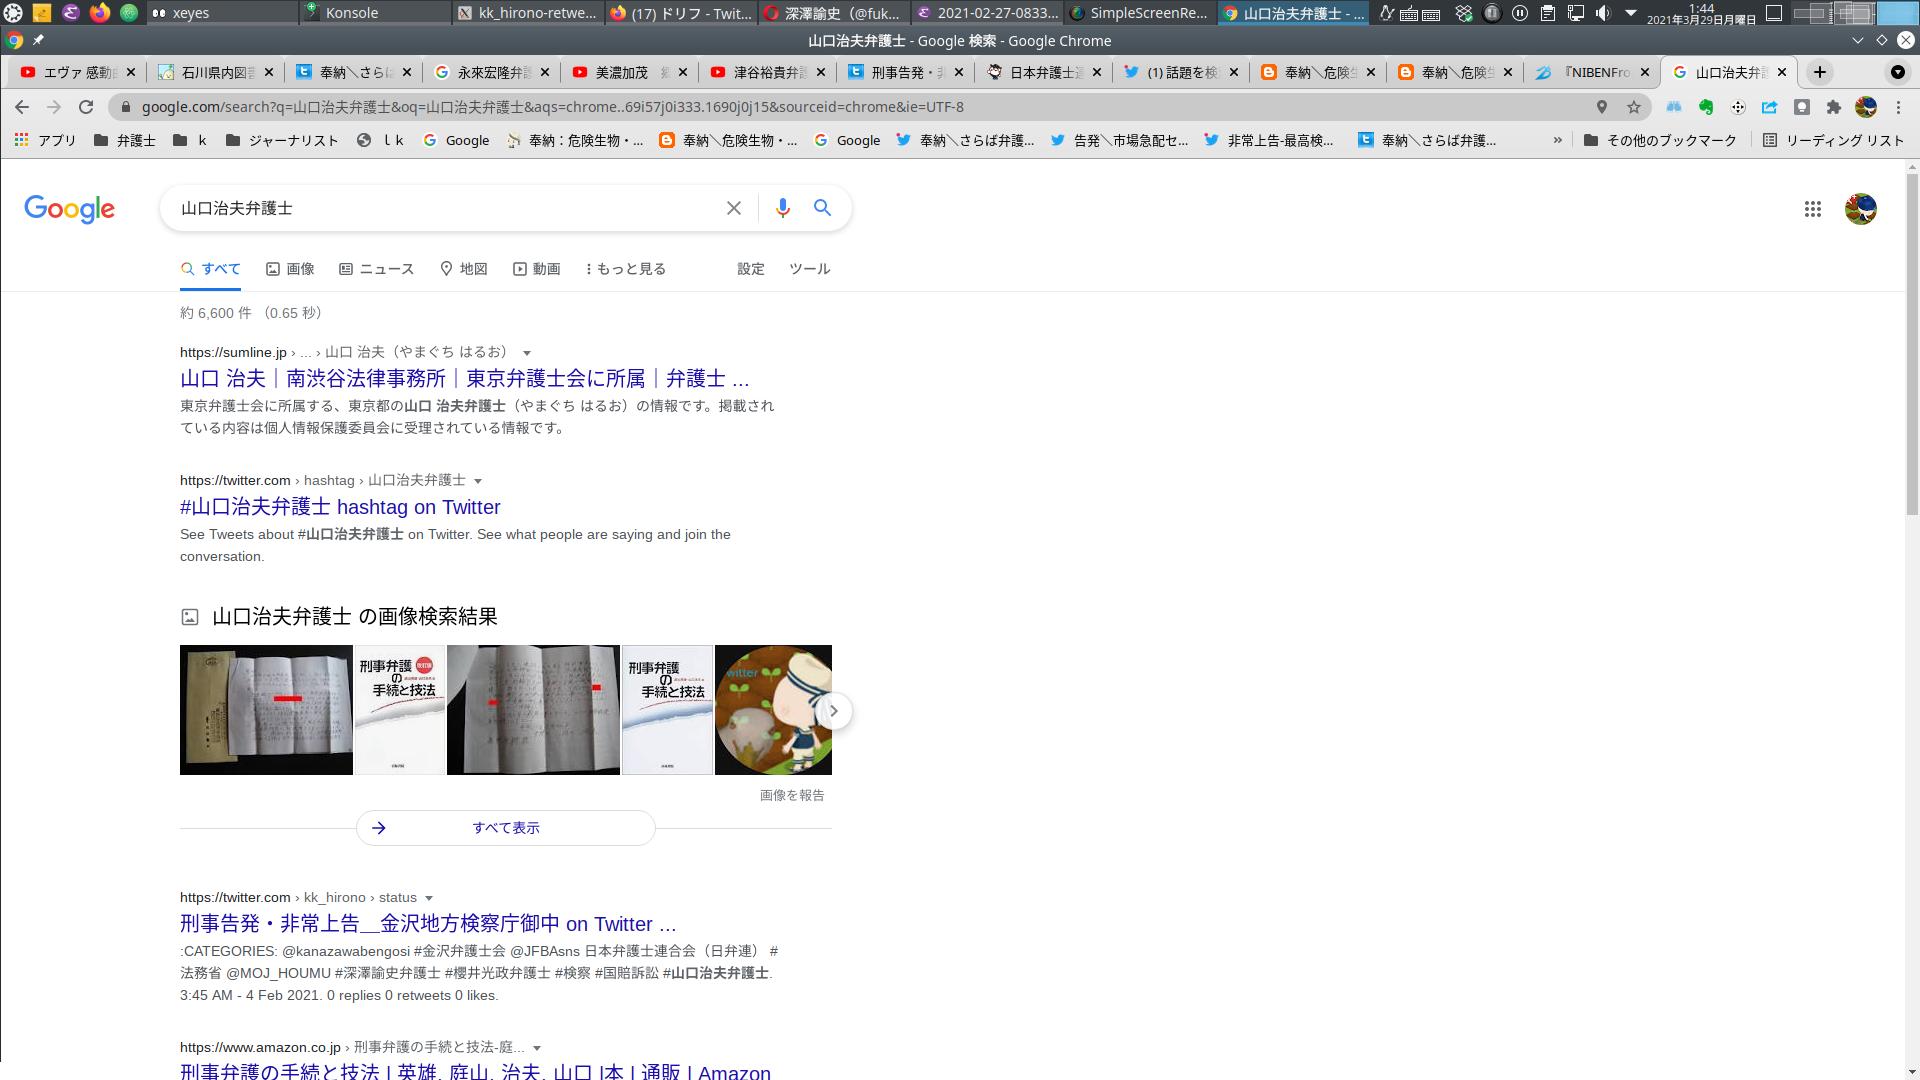 xeyes
Konsole
kk_hirono-retwe...
(17) ドリフ - Twit...
深澤諭史（@fuk...
2021-02-27-0833...
SimpleScreenRe...
山口治夫弁護士 - ...
1:44
2021年3月29日月曜日
山口治夫弁護士 - Google 検索 - Google Chrome
エヴァ 感動
石川県内図
奉納＼さらば
永來宏隆弁護
美濃加茂
津谷裕貴弁護
刑事告発・非
日本弁護士連
(1) 話題を検
奉納＼危険生
奉納＼危険生
『NIBENFro
山口治夫弁護
google.com/search?q=山口治夫弁護士&oq=山口治夫弁護士&aqs=chrome..69i57j0i333.1690j0j15&sourceid=chrome&ie=UTF-8
アプリ
弁護士
k
ジャーナリスト
l k
Google
奉納：危険生物・...
奉納＼危険生物・...
Google
奉納＼さらば弁護...
告発＼市場急配セ...
非常上告-最高検...
奉納＼さらば弁護...
»
その他のブックマーク
リーディング リスト
Google
山口治夫弁護士
すべて
画像
ニュース
地図
動画
もっと見る
設定
ツール
約 6,600 件 （0.65 秒）
https://sumline.jp › ... › 山口 治夫（やまぐち はるお）
山口 治夫｜南渋谷法律事務所｜東京弁護士会に所属｜弁護士 ...
東京弁護士会に所属する、東京都の山口 治夫弁護士（やまぐち はるお）の情報です。掲載され
ている内容は個人情報保護委員会に受理されている情報です。
https://twitter.com › hashtag › 山口治夫弁護士
#山口治夫弁護士 hashtag on Twitter
See Tweets about #山口治夫弁護士 on Twitter. See what people are saying and join the
conversation.
山口治夫弁護士 の画像検索結果
刑事弁護
の
手続と技法
刑事弁護
の
手続と技法
twitter
画像を報告
すべて表示
https://twitter.com › kk_hirono › status
刑事告発・非常上告＿金沢地方検察庁御中 on Twitter ...
:CATEGORIES: @kanazawabengosi #金沢弁護士会 @JFBAsns 日本弁護士連合会（日弁連） #
法務省 @MOJ_HOUMU #深澤諭史弁護士 #櫻井光政弁護士 #検察 #国賠訴訟 #山口治夫弁護士.
3:45 AM - 4 Feb 2021. 0 replies 0 retweets 0 likes.
https://www.amazon.co.jp › 刑事弁護の手続と技法-庭...
刑事弁護の手続と技法 | 英雄, 庭山, 治夫, 山口 |本 | 通販 | Amazon